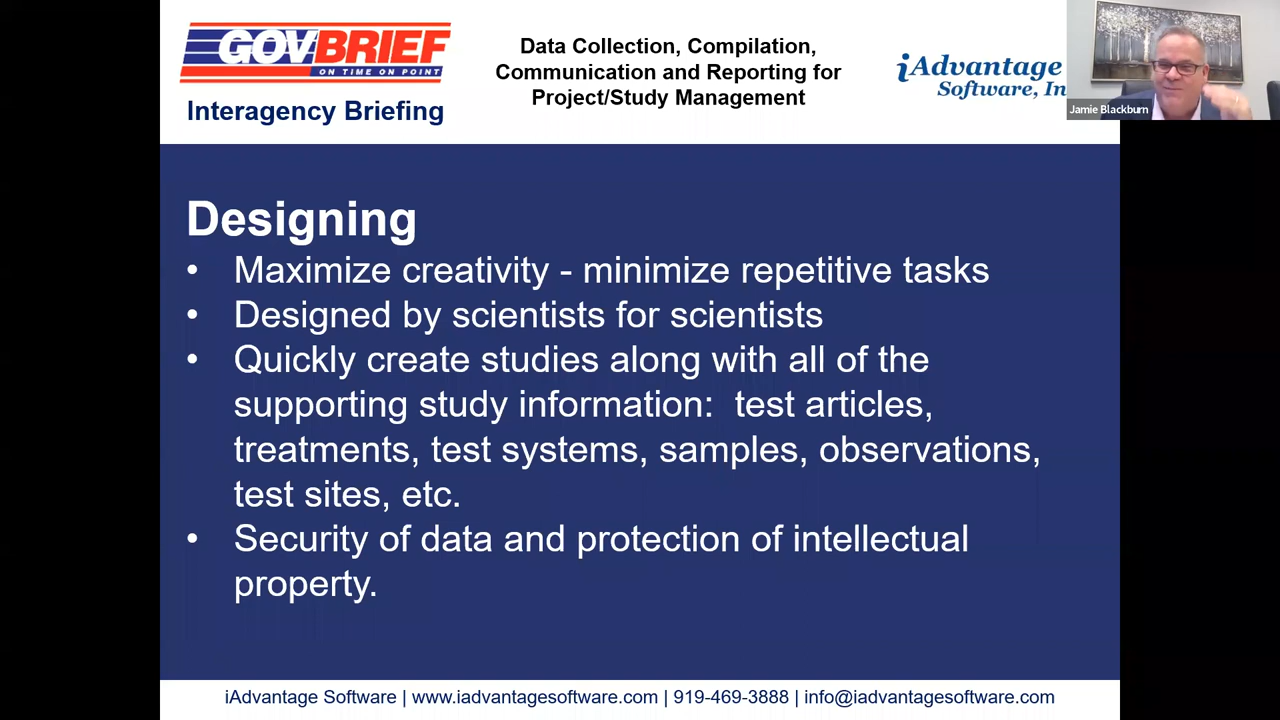 GOVBRIEF
ON TIME ON POINT
Interagency Briefing
Data Collection, Compilation,
Communication and Reporting for
Project/Study Management
iAdvantage
Software, In
Jamie Blackburn
Designing
• Maximize creativity - minimize repetitive tasks
• Designed by scientists for scientists
• Quickly create studies along with all of the
supporting study information:  test articles,
treatments, test systems, samples, observations,
test sites, etc.
• Security of data and protection of intellectual
property.
iAdvantage Software | www.iadvantagesoftware.com | 919-469-3888 | info@iadvantagesoftware.com